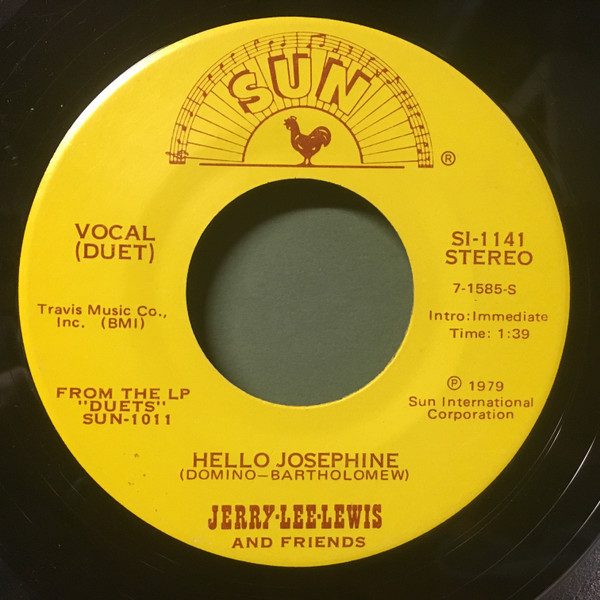 SUN
®
VOCAL
(DUET)
SI-1141
STEREO
7-1585-S
Travis Music Co.,
Inc. (BMI)
Intro: Immediate
Time: 1:39
FROM THE LP
"DUETS"
SUN-1011
℗ 1979
Sun International
Corporation
HELLO JOSEPHINE
(DOMINO—BARTHOLOMEW)
JERRY-LEE-LEWIS
AND FRIENDS